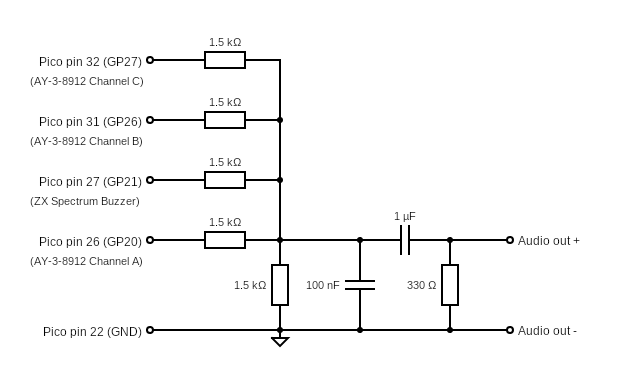 1.5 kΩ
Pico pin 32 (GP27)
(AY-3-8912 Channel C)
1.5 kΩ
Pico pin 31 (GP26)
(AY-3-8912 Channel B)
1.5 kΩ
Pico pin 27 (GP21)
(ZX Spectrum Buzzer)
1.5 kΩ
1 µF
Pico pin 26 (GP20)
Audio out +
(AY-3-8912 Channel A)
1.5 kΩ
100 nF
330 Ω
Pico pin 22 (GND)
Audio out -